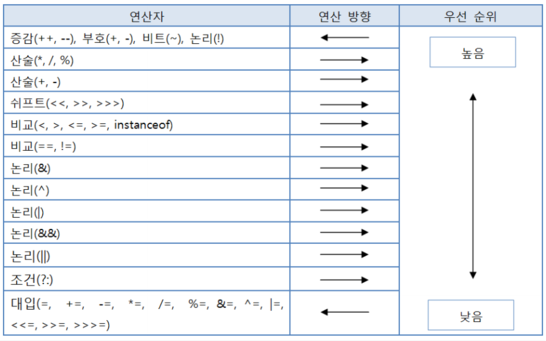 연산자 연산 방향 우선 순위
증감(++, --), 부호(+, -), 비트(~), 논리(!)
높음
산술(*, /, %)
산술(+, -)
쉬프트(<<, >>, >>>)
비교(<, >, <=, >=, instanceof)
비교(==, !=)
논리(&)
논리(^)
논리(|)
논리(&&)
논리(||)
조건(?:)
대입(=, +=, -=, *=, /=, %=, &=, ^=, |=,
<<=, >>=, >>>=)
낮음